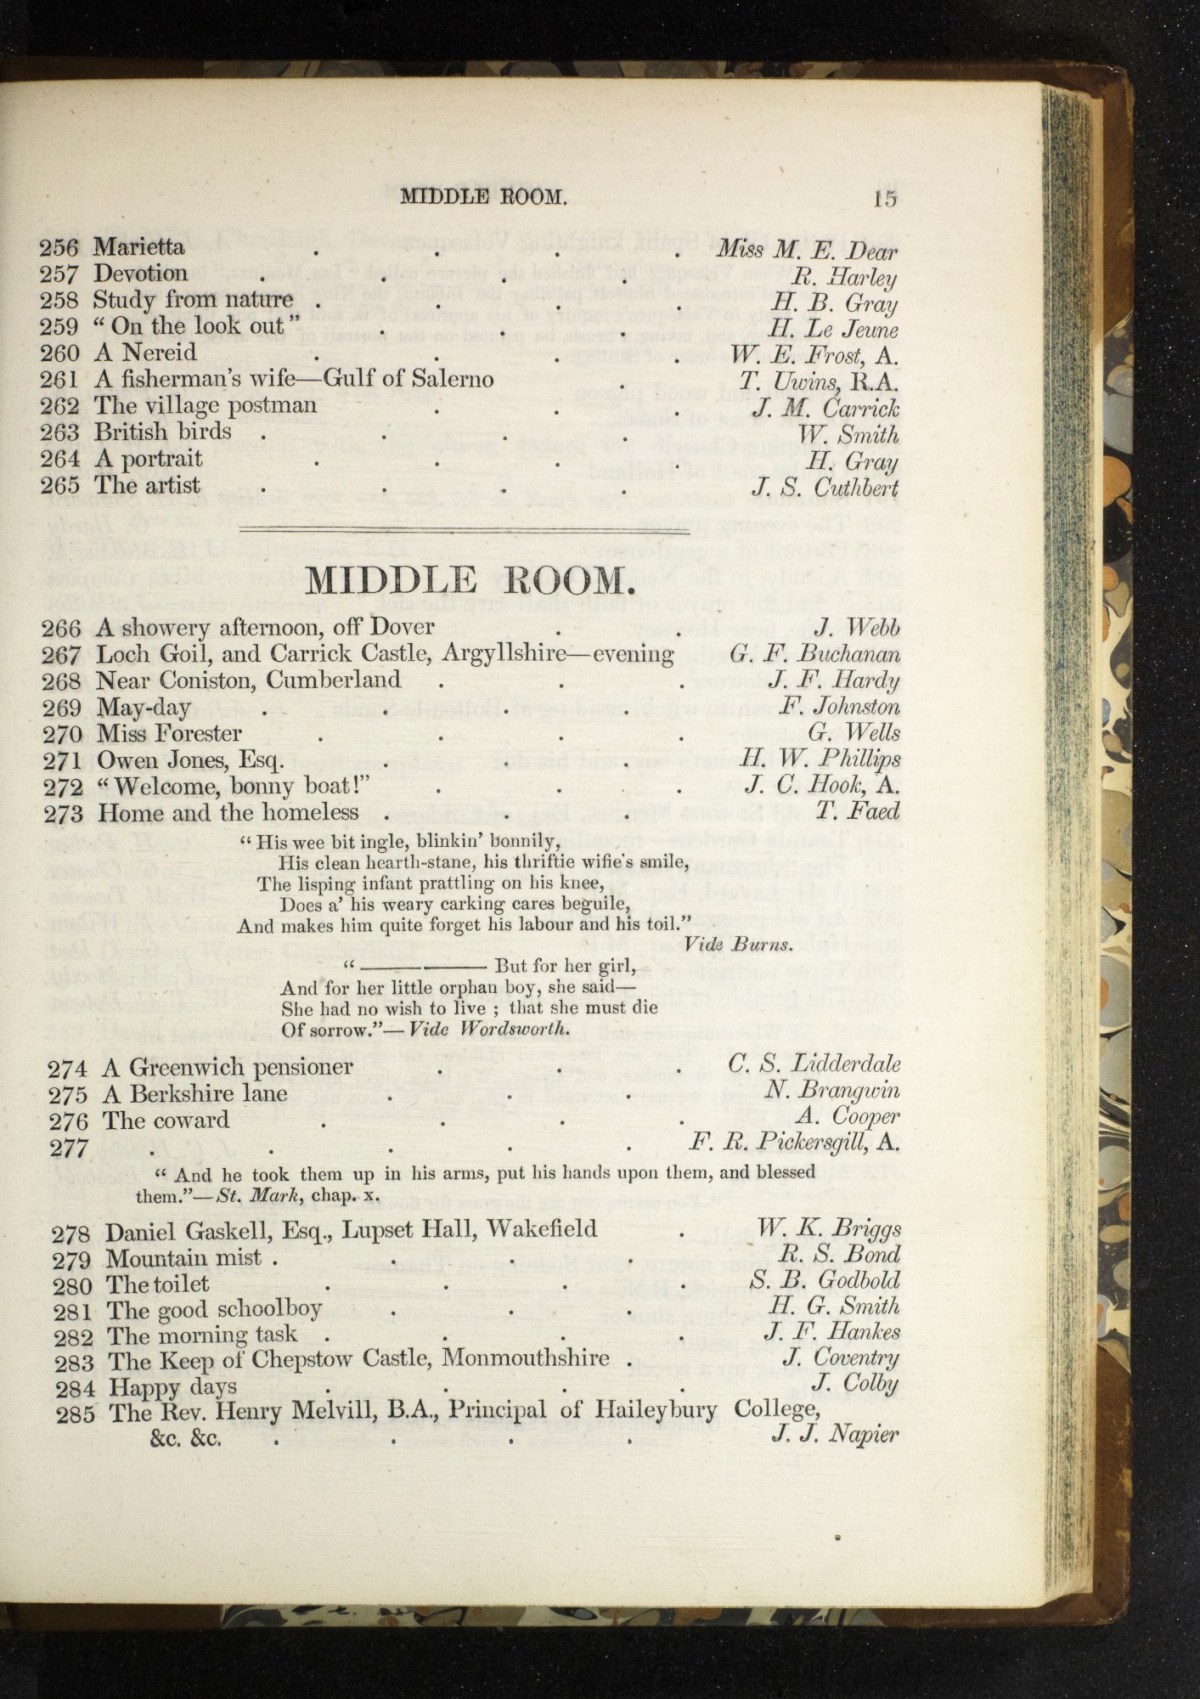 MIDDLE ROOM. 15
256 Marietta . . . . Miss M. E. Dear
257 Devotion . . . . R. Harley
258 Study from nature . . . . H. B. Gray
259 “On the look out” . . . H. Le Jeune
260 A Nereid . . . . W. E. Frost, A.
261 A fisherman's wife—Gulf of Salerno . T. Uwins, R.A.
262 The village postman . . . J. M. Carrick
263 British birds . . . . W. Smith
264 A portrait . . . . H. Gray
265 The artist . . . . J. S. Cuthbert
MIDDLE ROOM.
266 A showery afternoon, off Dover . . J. Webb
267 Loch Goil, and Carrick Castle, Argyllshire—evening G. F. Buchanan
268 Near Coniston, Cumberland . . . J. F. Hardy
269 May-day . . . . F. Johnston
270 Miss Forester . . . . G. Wells
271 Owen Jones, Esq. . . . H. W. Phillips
272 “Welcome, bonny boat!” . . . J. C. Hook, A.
273 Home and the homeless . . . T. Faed
“His wee bit ingle, blinkin' bonnily,
His clean hearth-stane, his thriftie wifie's smile,
The lisping infant prattling on his knee,
Does a' his weary carking cares beguile,
And makes him quite forget his labour and his toil.”
Vide Burns.
“ ——— ——— But for her girl,
And for her little orphan boy, she said—
She had no wish to live ; that she must die
Of sorrow.”—Vide Wordsworth.
274 A Greenwich pensioner . . . C. S. Lidderdale
275 A Berkshire lane . . . N. Brangwin
276 The coward . . . . A. Cooper
277 . . . . . F. R. Pickersgill, A.
“And he took them up in his arms, put his hands upon them, and blessed
them.”—St. Mark, chap. x.
278 Daniel Gaskell, Esq., Lupset Hall, Wakefield . W. K. Briggs
279 Mountain mist . . . . R. S. Bond
280 The toilet . . . . S. B. Godbold
281 The good schoolboy . . . H. G. Smith
282 The morning task . . . . J. F. Hankes
283 The Keep of Chepstow Castle, Monmouthshire . J. Coventry
284 Happy days . . . . J. Colby
285 The Rev. Henry Melvill, B.A., Principal of Haileybury College,
&c. &c. . . . . J. J. Napier